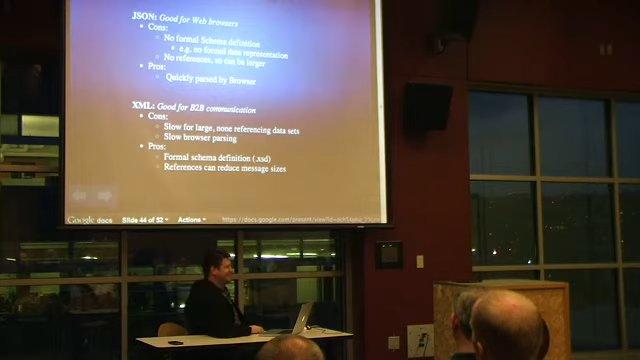 JSON: Good for Web browsers
Cons:
No formal Schema definition
e.g. no formal date representation
No references, so can be larger
Pros:
Quickly parsed by Browser
XML: Good for B2B communication
Cons:
Slow for large, none referencing data sets
Slow browser parsing
Pros:
Formal schema definition (.xsd)
References can reduce message sizes
Google docs Slide 44 of 52 Actions